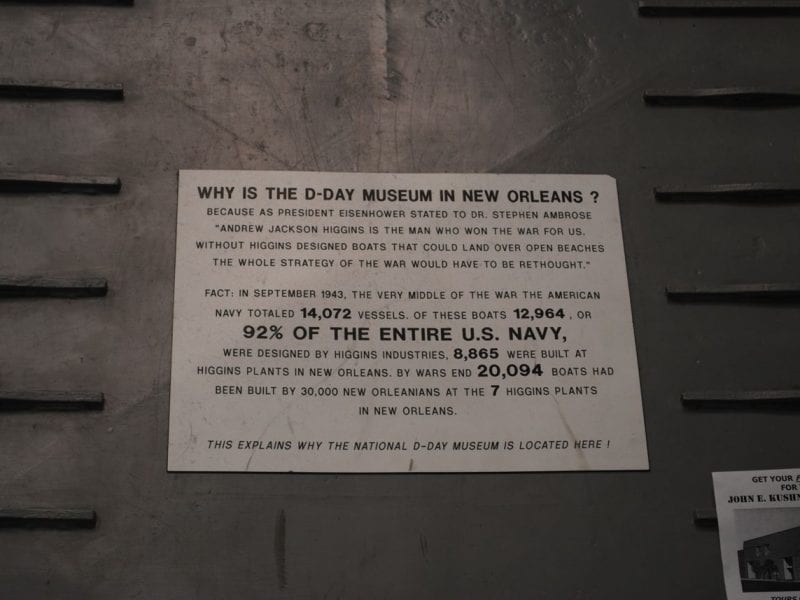 WHY IS THE D-DAY MUSEUM IN NEW ORLEANS ?
BECAUSE AS PRESIDENT EISENHOWER STATED TO DR. STEPHEN AMBROSE
"ANDREW JACKSON HIGGINS IS THE MAN WHO WON THE WAR FOR US.
WITHOUT HIGGINS DESIGNED BOATS THAT COULD LAND OVER OPEN BEACHES
THE WHOLE STRATEGY OF THE WAR WOULD HAVE TO BE RETHOUGHT."
FACT: IN SEPTEMBER 1943, THE VERY MIDDLE OF THE WAR THE AMERICAN
NAVY TOTALED 14,072 VESSELS. OF THESE BOATS 12,964 , OR
92% OF THE ENTIRE U.S. NAVY,
WERE DESIGNED BY HIGGINS INDUSTRIES, 8,865 WERE BUILT AT
HIGGINS PLANTS IN NEW ORLEANS. BY WARS END 20,094 BOATS HAD
BEEN BUILT BY 30,000 NEW ORLEANIANS AT THE 7 HIGGINS PLANTS
IN NEW ORLEANS.
THIS EXPLAINS WHY THE NATIONAL D-DAY MUSEUM IS LOCATED HERE !
GET YOUR
FOR
JOHN E.